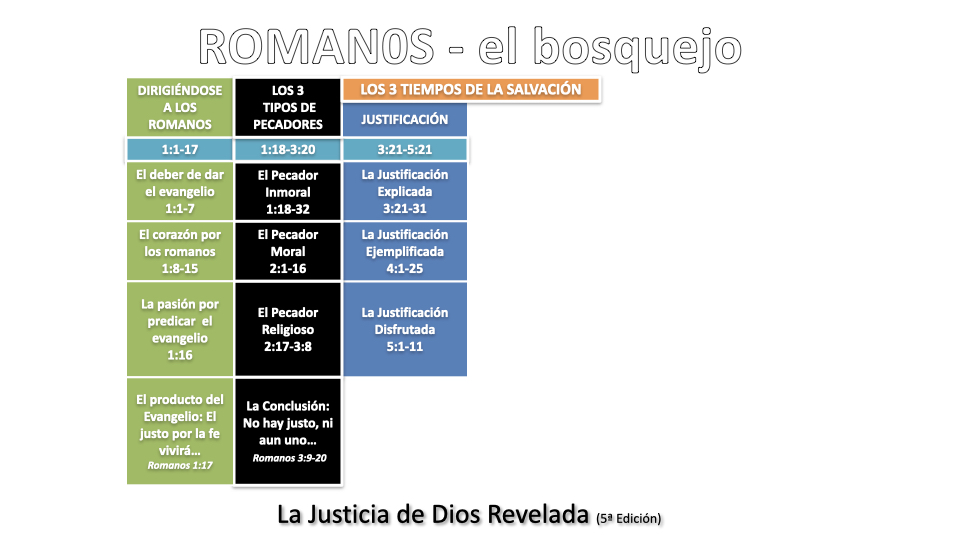 ROMAN0S - el bosquejo
DIRIGIÉNDOSE
A LOS
ROMANOS
LOS 3
TIPOS DE
PECADORES
LOS 3 TIEMPOS DE LA SALVACIÓN
JUSTIFICACIÓN
1:1-17
1:18-3:20
3:21-5:21
El deber de dar
el evangelio
1:1-7
El Pecador
Inmoral
1:18-32
La Justificación
Explicada
3:21-31
El corazón por
los romanos
1:8-15
El Pecador
Moral
2:1-16
La Justificación
Ejemplificada
4:1-25
La pasión por
predicar el
evangelio
1:16
El Pecador
Religioso
2:17-3:8
La Justificación
Disfrutada
5:1-11
El producto del
Evangelio: El
justo por la fe
vivirá…
Romanos 1:17
La Conclusión:
No hay justo, ni
aun uno…
Romanos 3:9-20
La Justicia de Dios Revelada (5ª Edición)